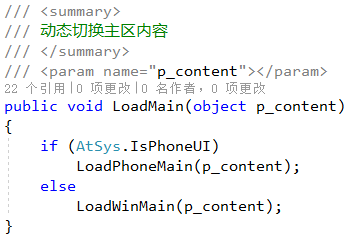 /// <summary>
/// 动态切换主区内容
/// </summary>
/// <param name="p_content"></param>
22 个引用|0 项更改|0 名作者，0 项更改
public void LoadMain(object p_content)
{
    if (AtSys.IsPhoneUI)
        LoadPhoneMain(p_content);
    else
        LoadWinMain(p_content);
}